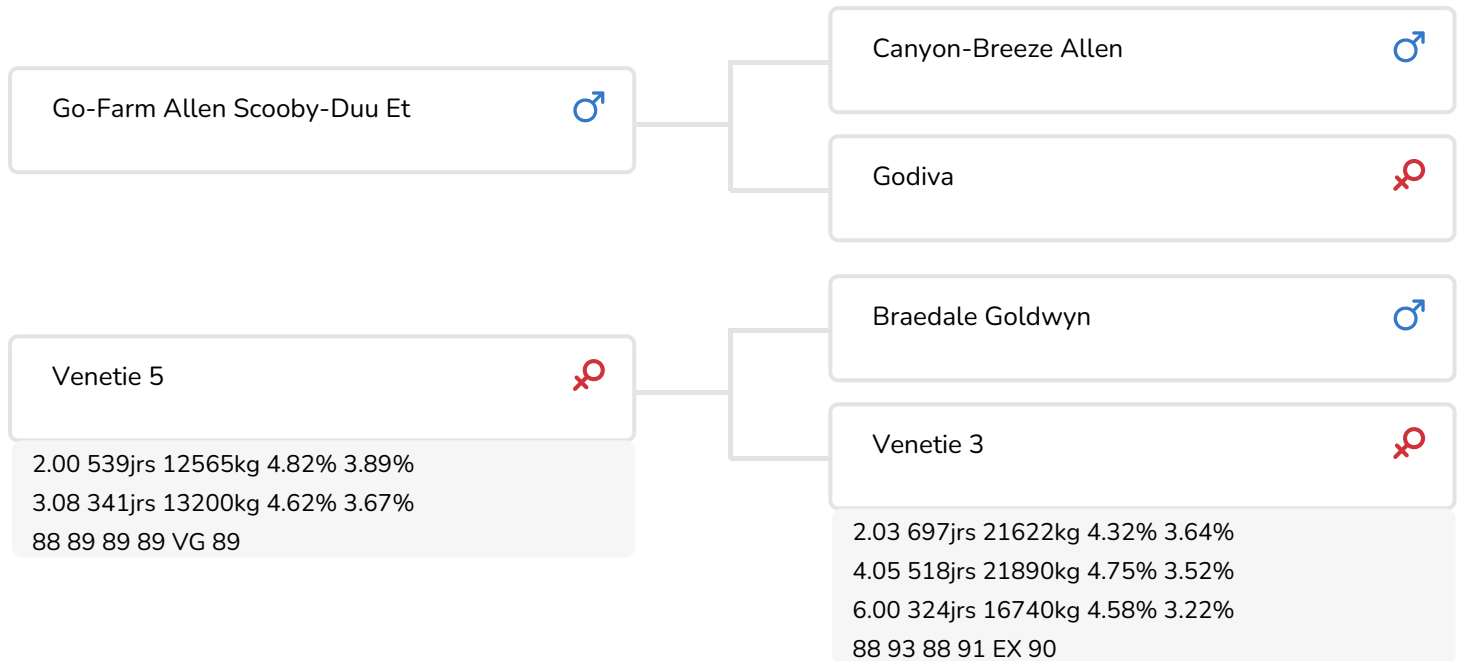 Go-Farm Allen Scooby-Duu Et
Canyon-Breeze Allen
Godiva
Venetie 5
2.00 539jrs 12565kg 4.82% 3.89%
3.08 341jrs 13200kg 4.62% 3.67%
88 89 89 89 VG 89
Braedale Goldwyn
Venetie 3
2.03 697jrs 21622kg 4.32% 3.64%
4.05 518jrs 21890kg 4.75% 3.52%
6.00 324jrs 16740kg 4.58% 3.22%
88 93 88 91 EX 90